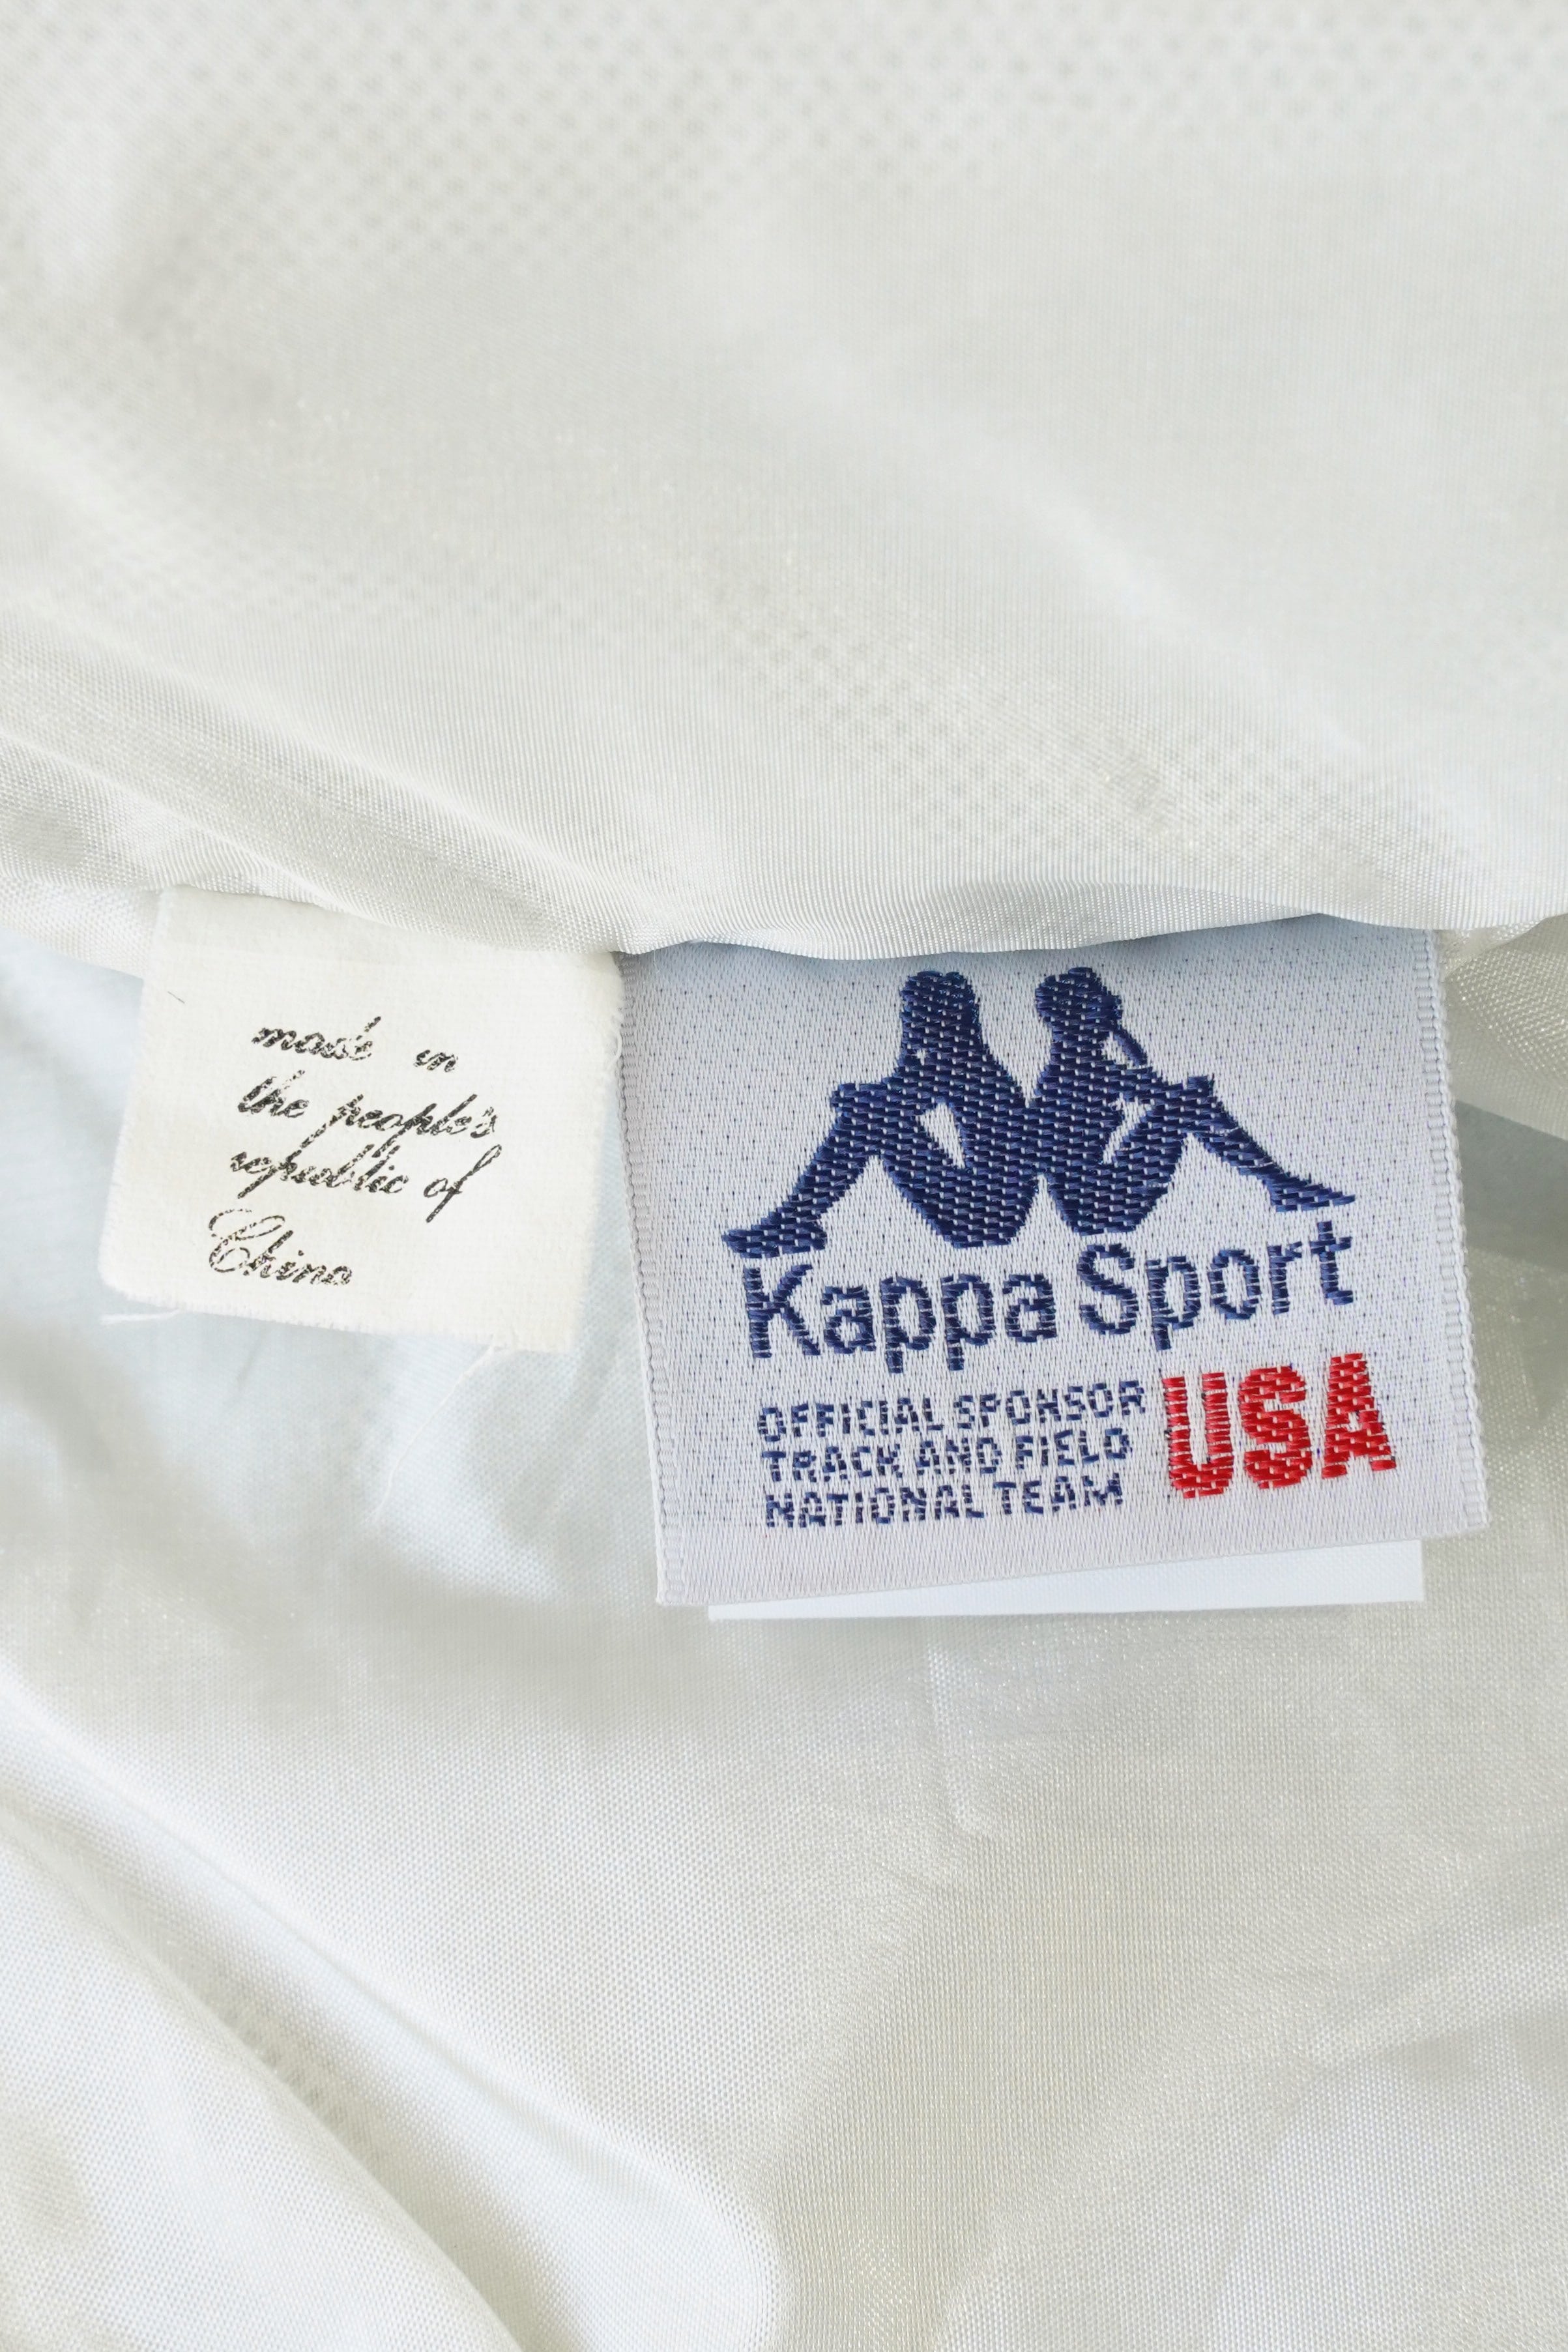 made in
the people's
republic of
China
Kappa Sport
OFFICIAL SPONSOR
TRACK AND FIELD
NATIONAL TEAM
USA